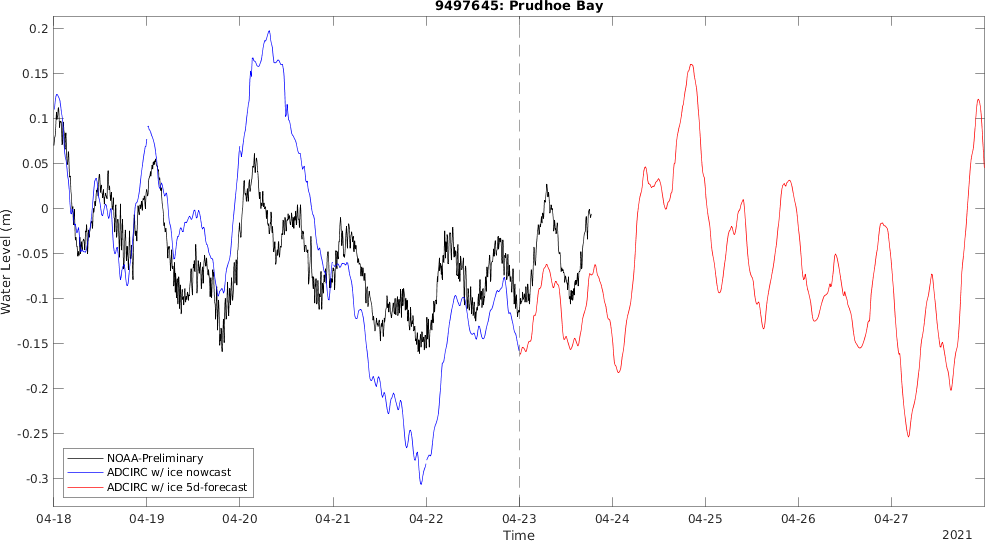 9497645: Prudhoe Bay
0.2
0.15
0.1
0.05
0
-0.05
-0.1
-0.15
-0.2
-0.25
-0.3
Water Level (m)
NOAA-Preliminary
ADCIRC w/ ice nowcast
ADCIRC w/ ice 5d-forecast
04-18 04-19 04-20 04-21 04-22 04-23 04-24 04-25 04-26 04-27
Time
2021